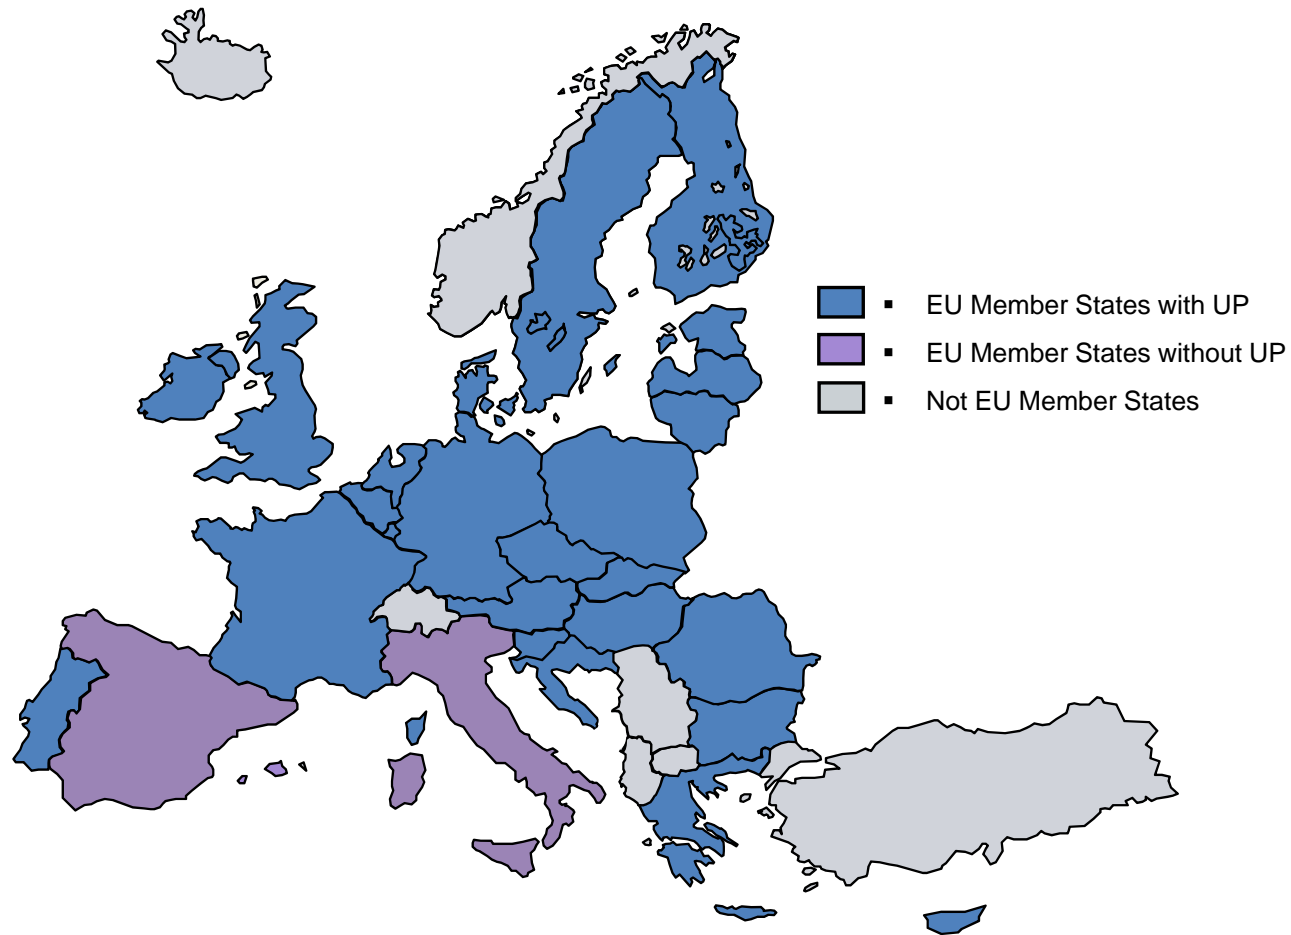 ▪ EU Member States with UP
▪ EU Member States without UP
▪ Not EU Member States